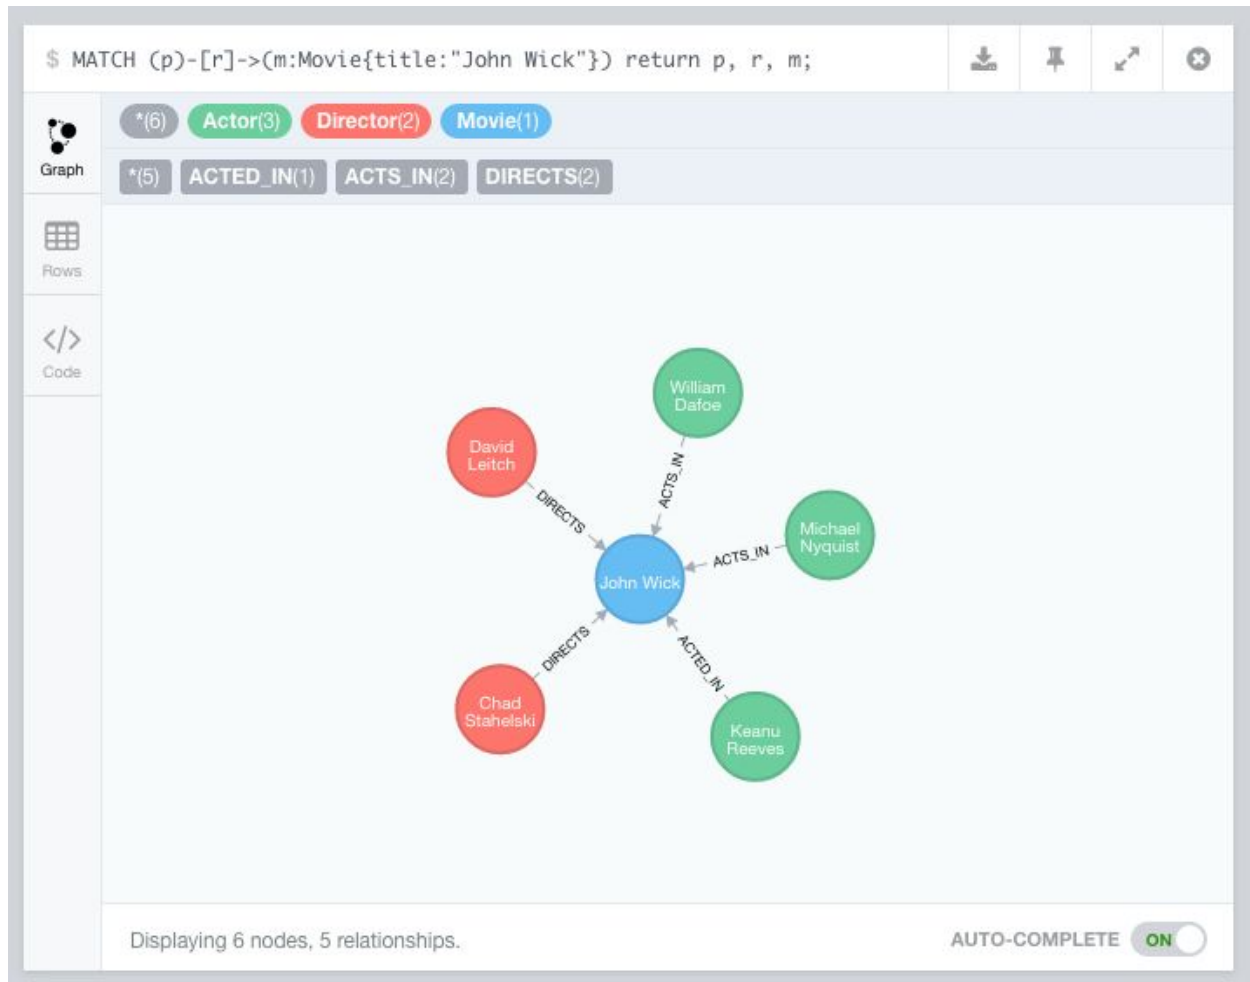 $ MATCH (p)-[r]->(m:Movie{title:"John Wick"}) return p, r, m;
*(6) Actor(3) Director(2) Movie(1)
Graph
*(5) ACTED_IN(1) ACTS_IN(2) DIRECTS(2)
Rows
</>
Code
William
Dafoe
David
Leitch
ACTS_IN
DIRECTS
Michael
Nyquist
ACTS_IN
John Wick
DIRECTS
ACTED_IN
Chad
Stahelski
Keanu
Reeves
Displaying 6 nodes, 5 relationships.
AUTO-COMPLETE ON